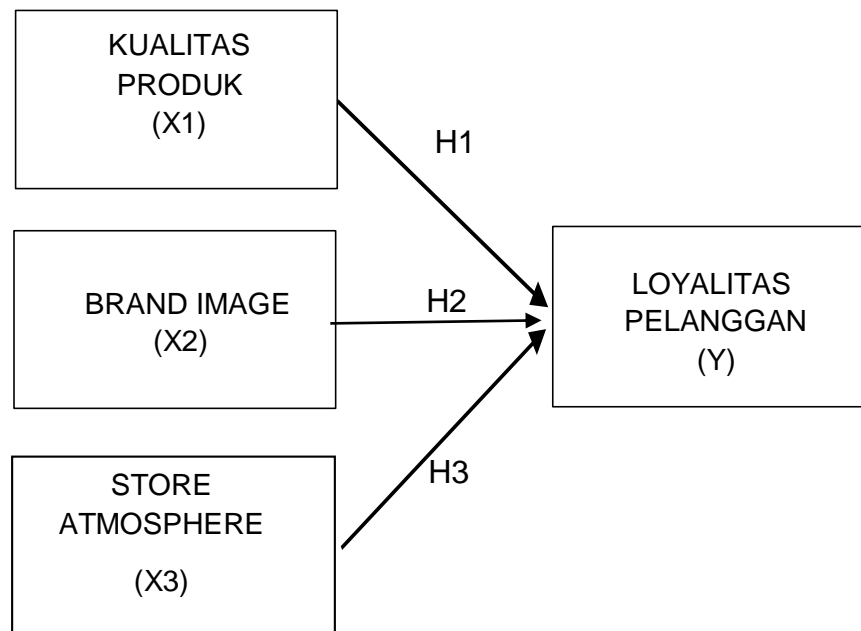 KUALITAS
PRODUK
(X1)
H1
BRAND IMAGE
(X2)
H2
LOYALITAS
PELANGGAN
(Y)
H3
STORE
ATMOSPHERE
(X3)